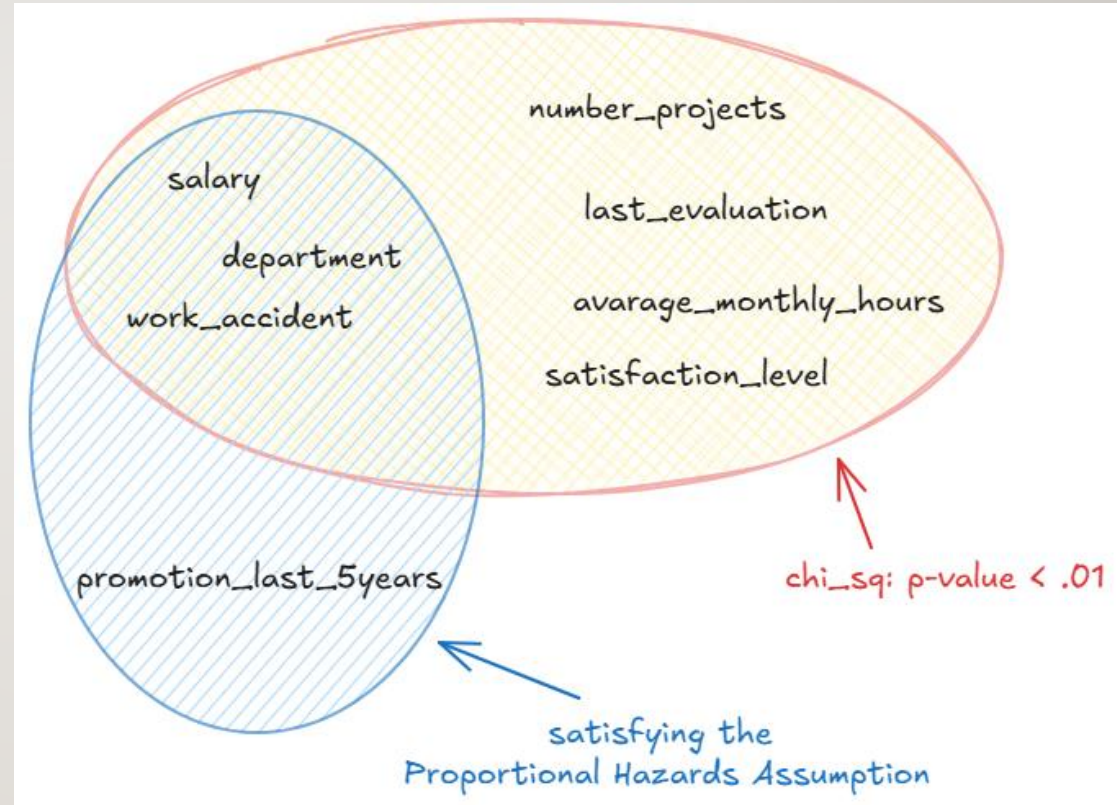 number_projects
salary
last_evaluation
department
avarage_monthly_hours
work_accident
satisfaction_level
promotion_last_5years
chi_sq: p-value < .01
satisfying the
Proportional Hazards Assumption